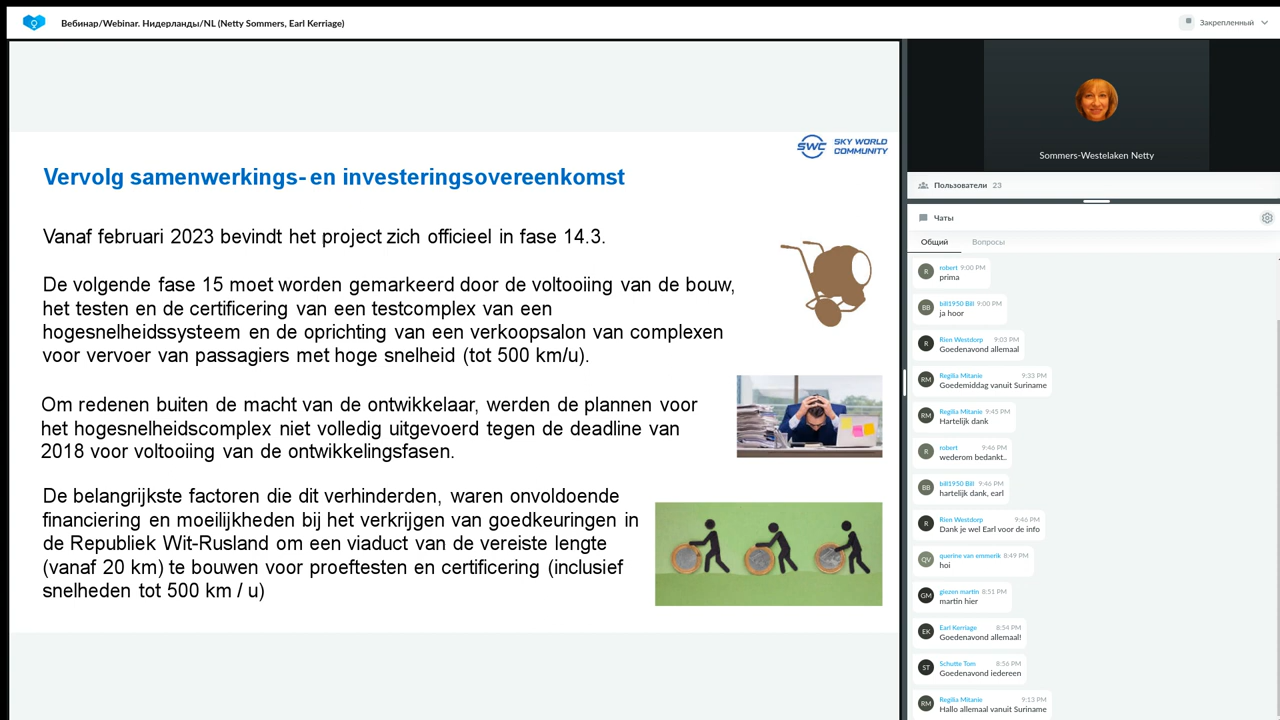 Вебинар/Webinar. Нидерланды/NL (Netty Sommers, Earl Kerriage)
Закрепленный
SWC SKY WORLD
COMMUNITY
Vervolg samenwerkings- en investeringsovereenkomst
Vanaf februari 2023 bevindt het project zich officieel in fase 14.3.
De volgende fase 15 moet worden gemarkeerd door de voltooiing van de bouw,
het testen en de certificering van een testcomplex van een
hogesnelheidssysteem en de oprichting van een verkoopsalon van complexen
voor vervoer van passagiers met hoge snelheid (tot 500 km/u).
Om redenen buiten de macht van de ontwikkelaar, werden de plannen voor
het hogesnelheidscomplex niet volledig uitgevoerd tegen de deadline van
2018 voor voltooiing van de ontwikkelingsfasen.
De belangrijkste factoren die dit verhinderden, waren onvoldoende
financiering en moeilijkheden bij het verkrijgen van goedkeuringen in
de Republiek Wit-Rusland om een viaduct van de vereiste lengte
(vanaf 20 km) te bouwen voor proeftesten en certificering (inclusief
snelheden tot 500 km / u)
Sommers-Westelaken Netty
Пользователи 23
Чаты
Общий Вопросы
R robert 9:00 PM
prima
BB bill1950 Bill 9:00 PM
ja hoor
R Rien Westdorp 9:03 PM
Goedenavond allemaal
RM Regilia Mitanie 9:33 PM
Goedemiddag vanuit Suriname
RM Regilia Mitanie 9:45 PM
Hartelijk dank
R robert 9:46 PM
wederom bedankt..
BB bill1950 Bill 9:46 PM
hartelijk dank, earl
R Rien Westdorp 9:46 PM
Dank je wel Earl voor de info
QV querine van emmerik 8:49 PM
hoi
GM giezen martin 8:51 PM
martin hier
EK Earl Kerriage 8:54 PM
Goedenavond allemaal!
ST Schutte Tom 8:56 PM
Goedenavond iedereen
RM Regilia Mitanie 9:13 PM
Hallo allemaal vanuit Suriname